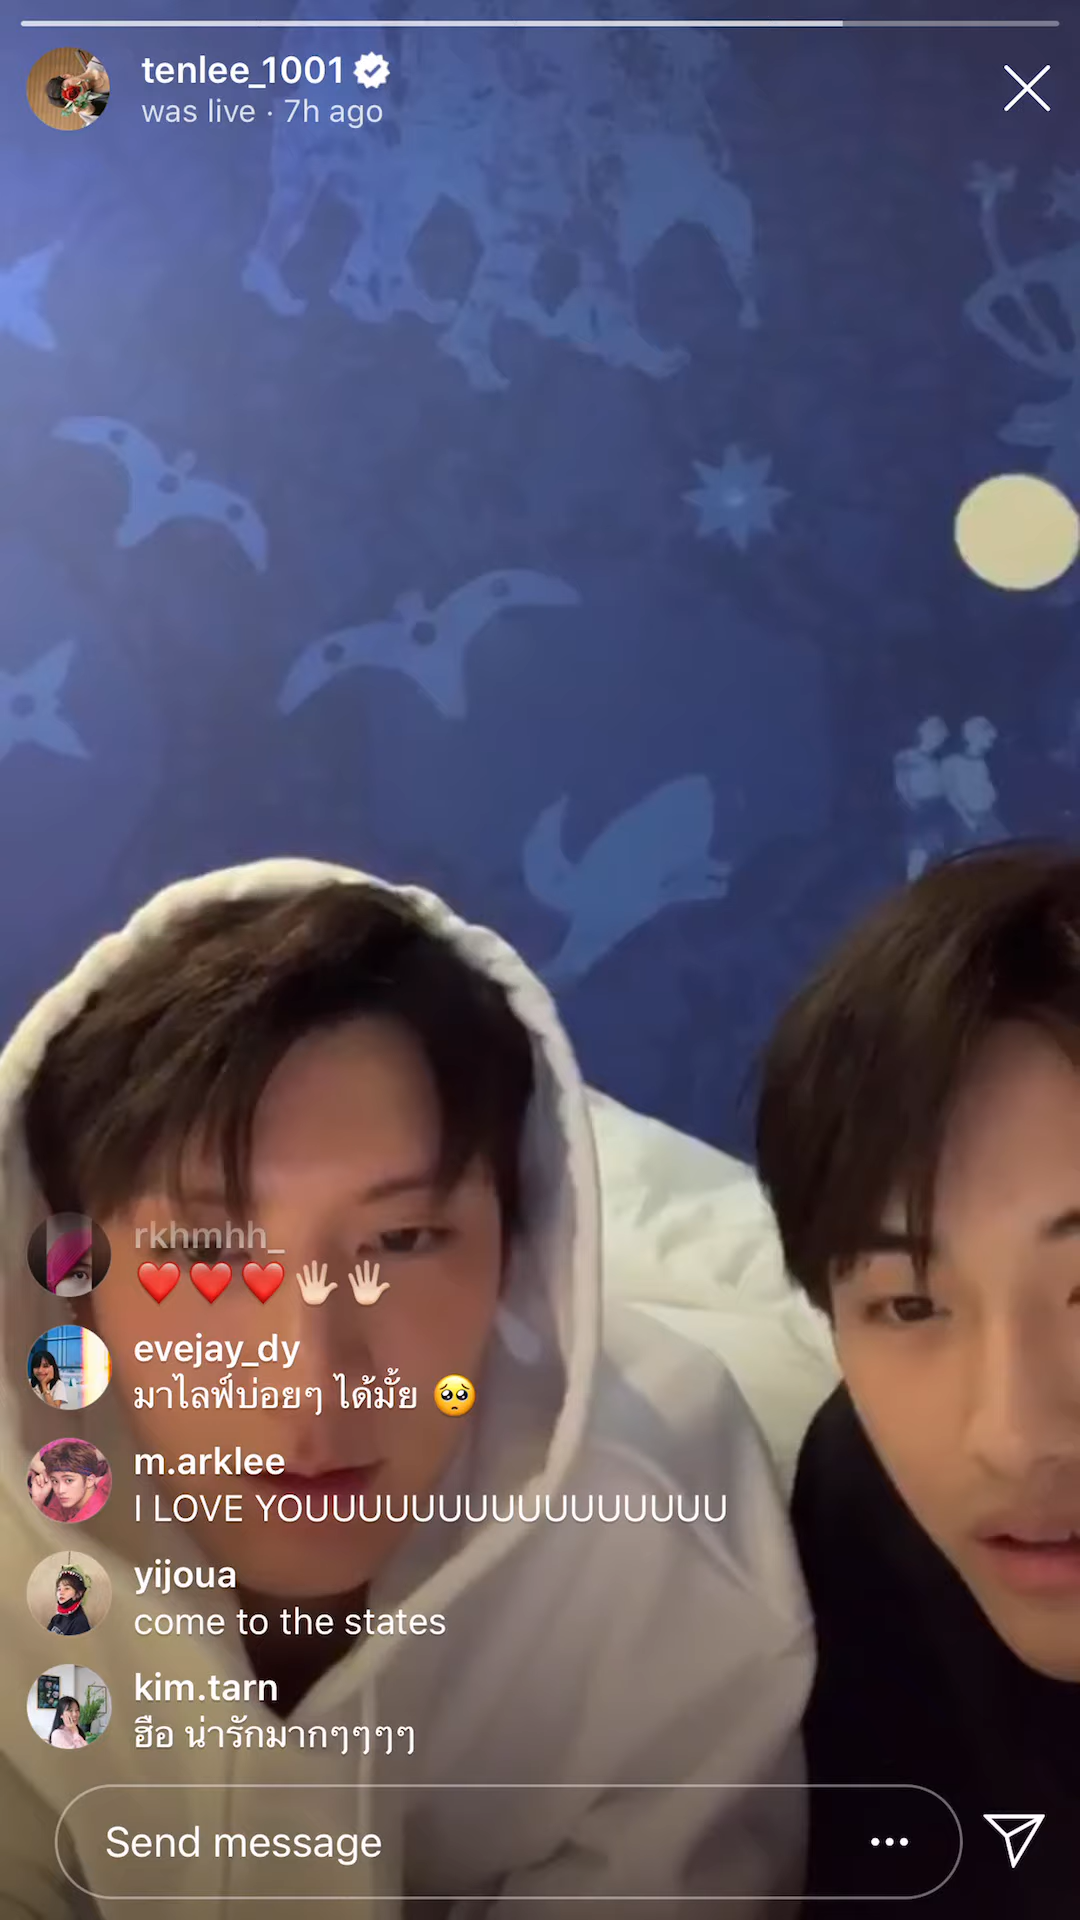 tenlee_1001
was live · 7h ago
rkhmhh_
❤️❤️❤️🖐🏻🖐🏻
evejay_dy
มาไลฟ์บ่อยๆ ได้มั้ย 🥺
m.arklee
I LOVE YOUUUUUUUUUUUUUUUU
yijoua
come to the states
kim.tarn
ฮือ น่ารักมากๆๆๆๆ
Send message